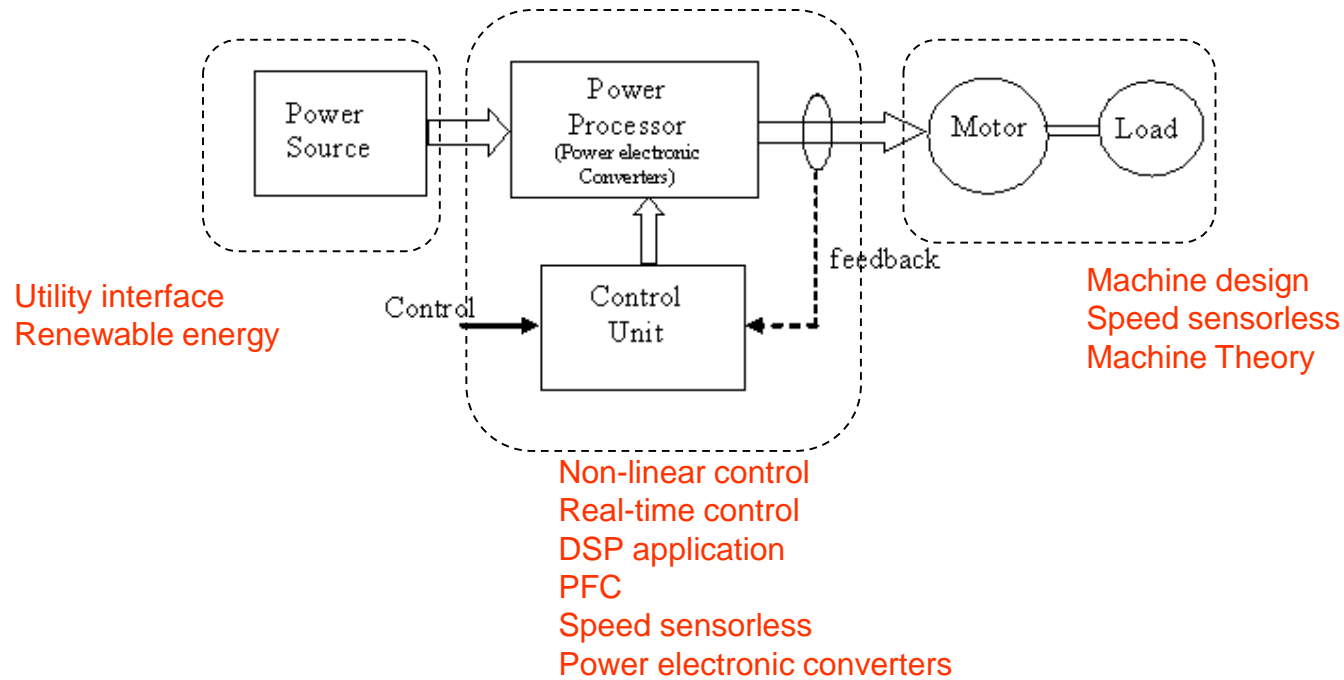 Power
Source
Power
Processor
(Power electronic
Converters)
Motor
Load
feedback
Control
Control
Unit
Utility interface
Renewable energy
Machine design
Speed sensorless
Machine Theory
Non-linear control
Real-time control
DSP application
PFC
Speed sensorless
Power electronic converters